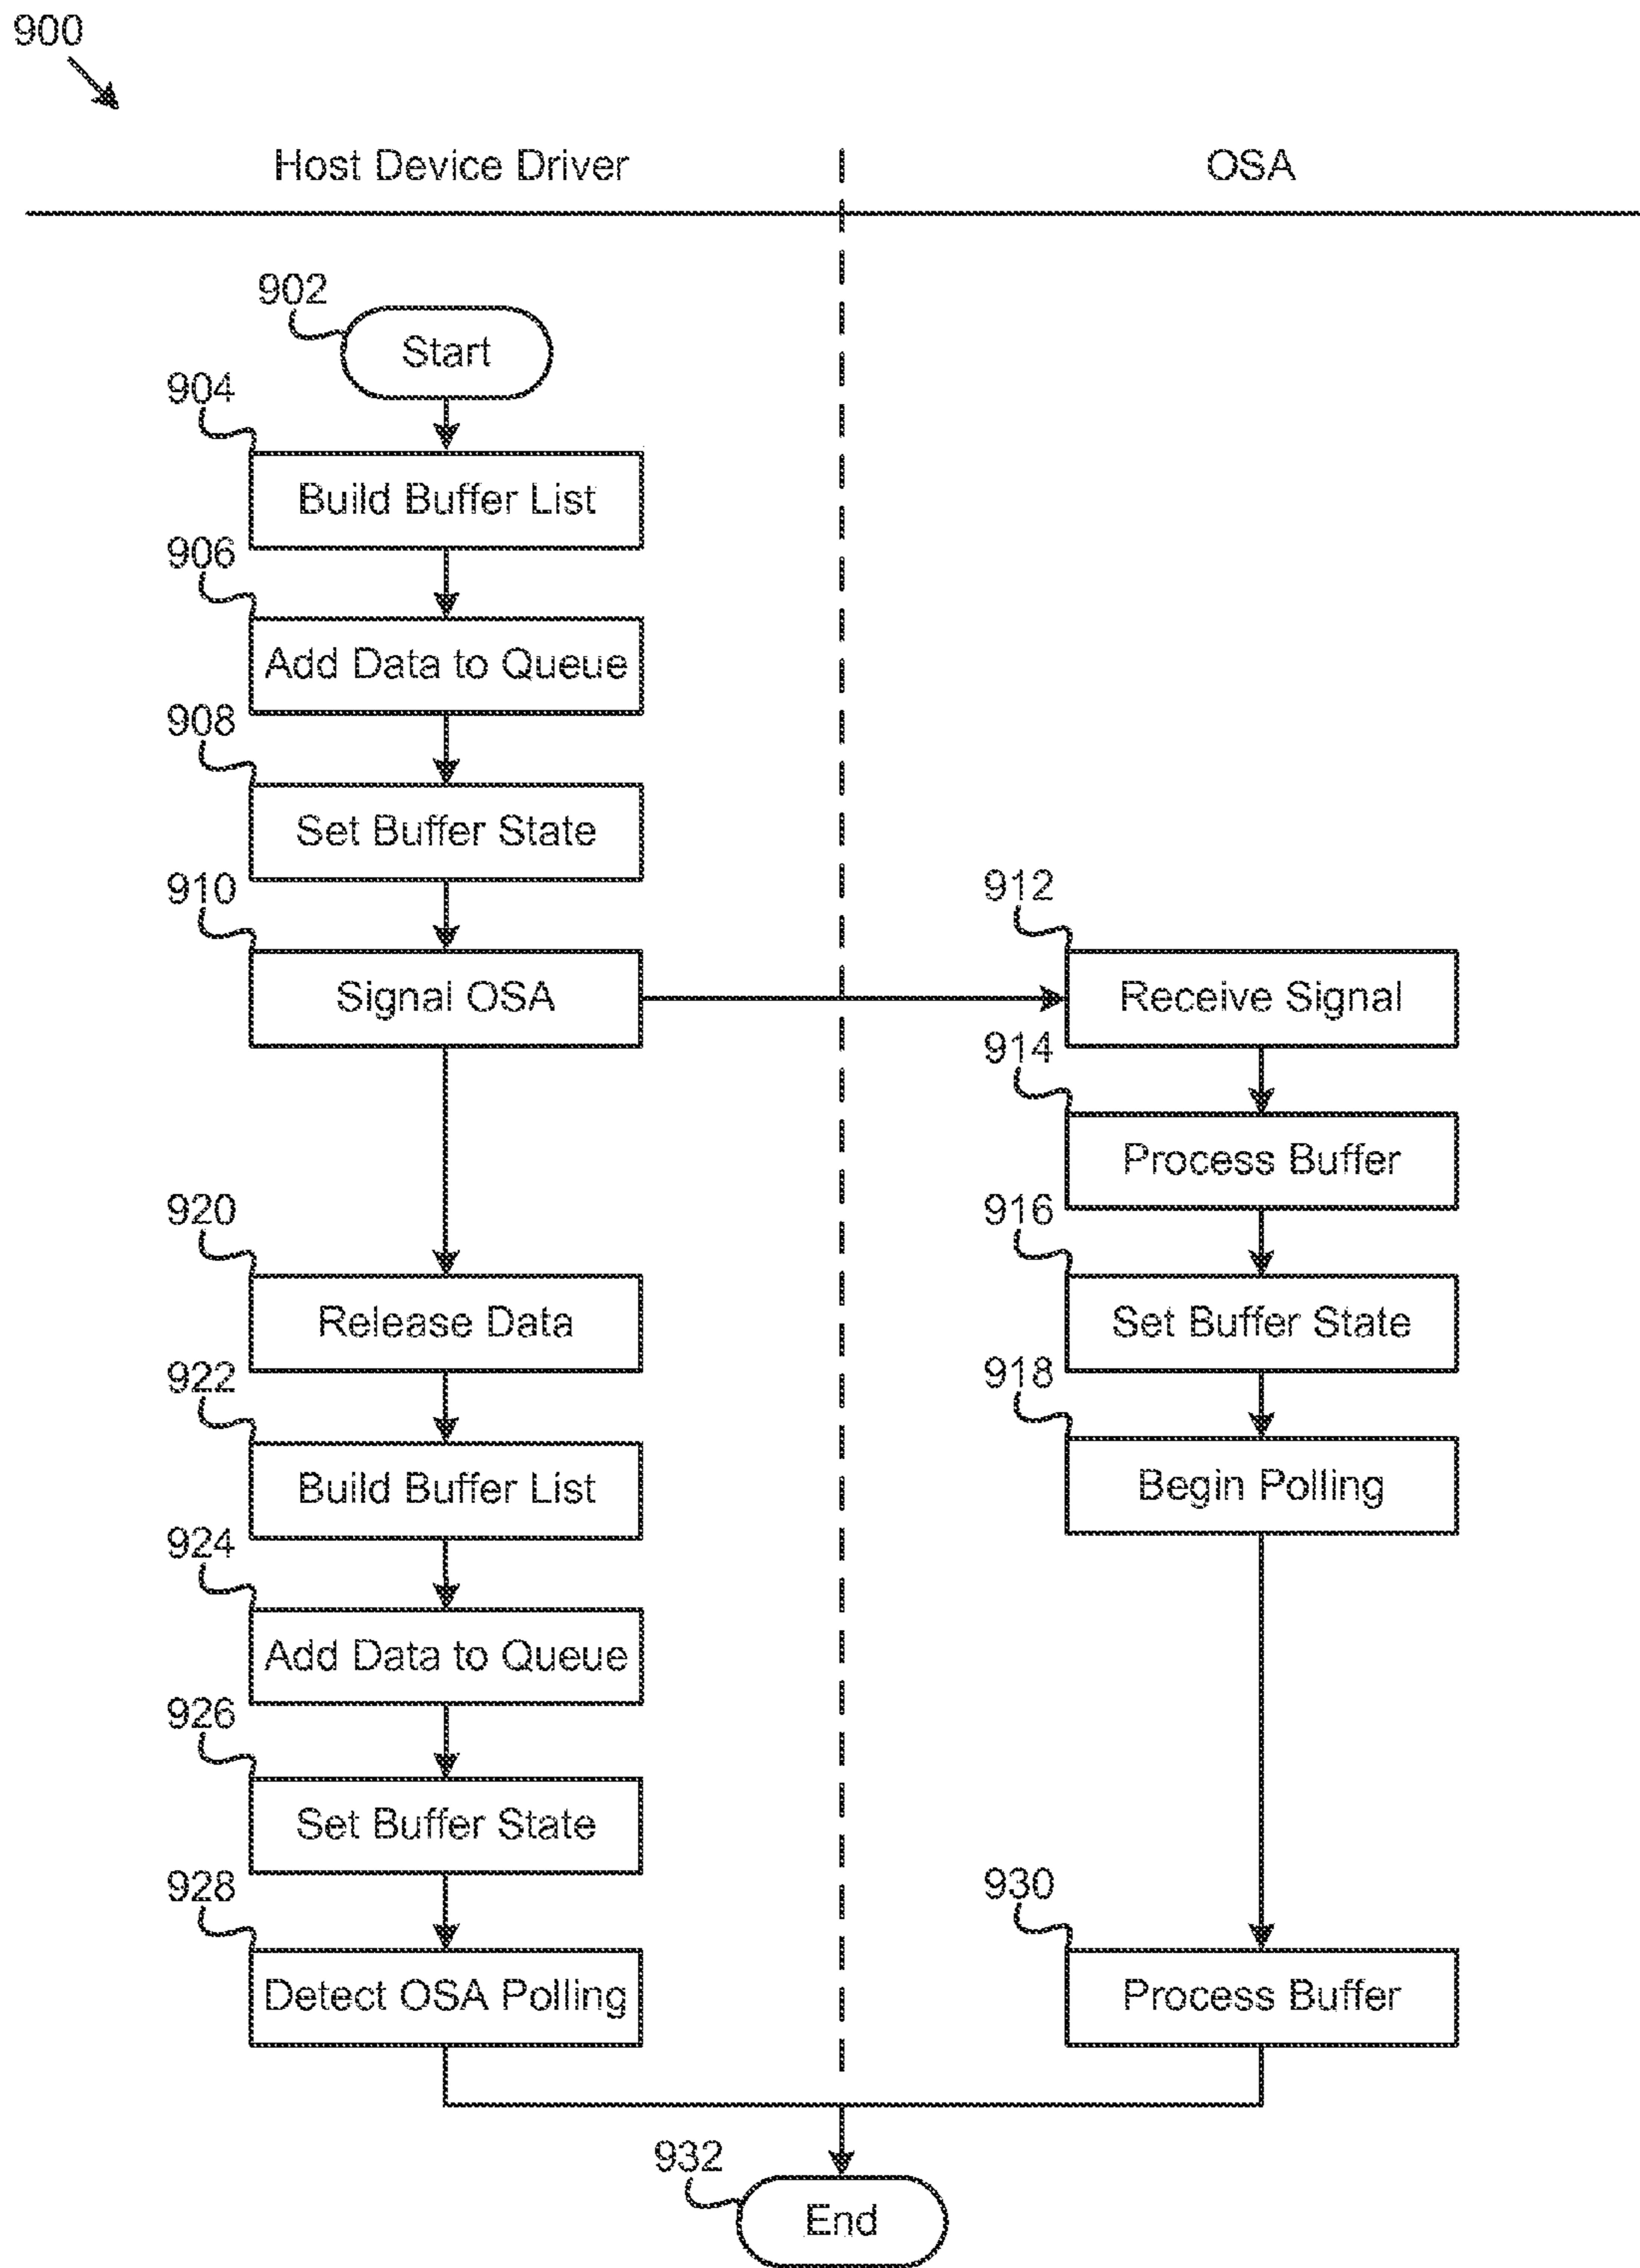 900
Host Device Driver
OSA
902
Start
904
Build Buffer List
906
Add Data to Queue
908
Set Buffer State
910
Signal OSA
912
Receive Signal
914
Process Buffer
916
Set Buffer State
918
Begin Polling
920
Release Data
922
Build Buffer List
924
Add Data to Queue
926
Set Buffer State
928
Detect OSA Polling
930
Process Buffer
932
End